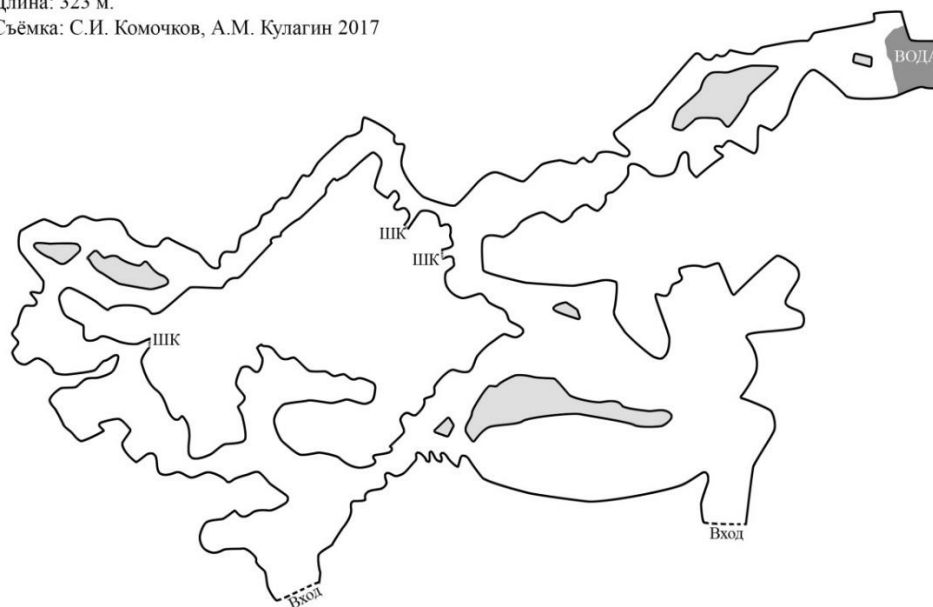 Длина: 323 м.
Съёмка: С.И. Комочков, А.М. Кулагин 2017
ВОДА
ШК
ШК
ШК
Вход
Вход